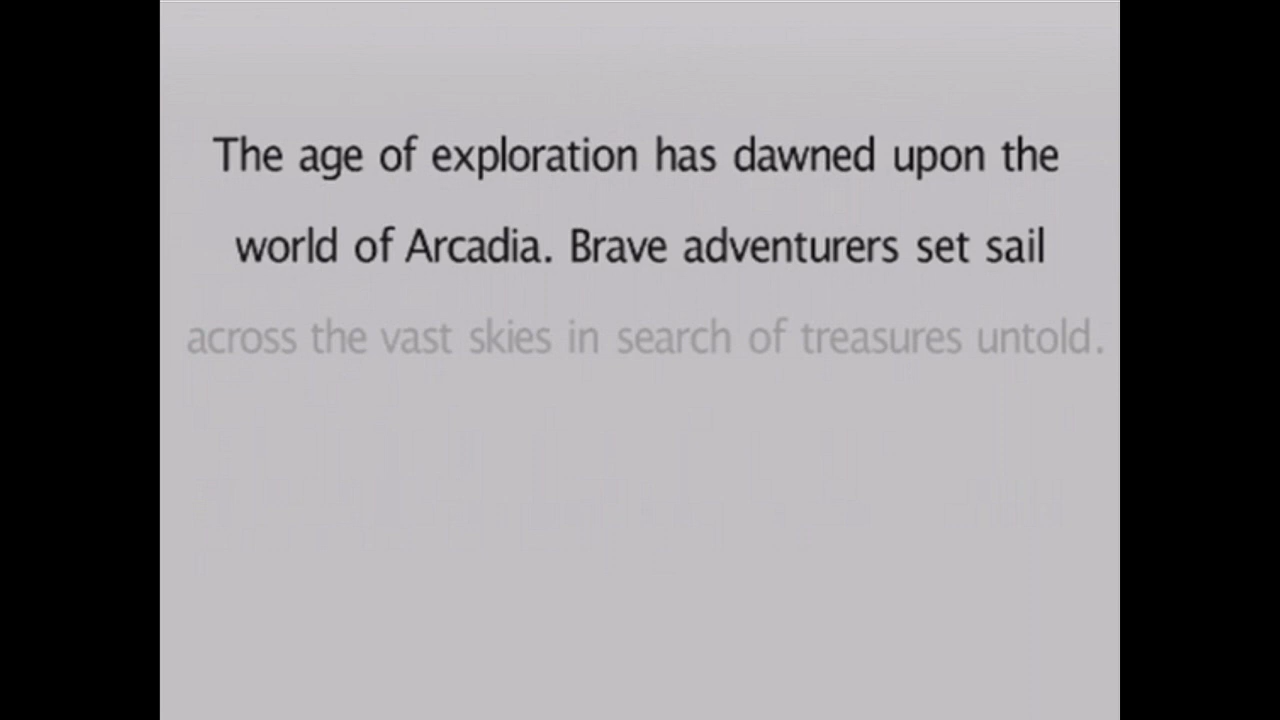 The age of exploration has dawned upon the
world of Arcadia. Brave adventurers set sail
across the vast skies in search of treasures untold.